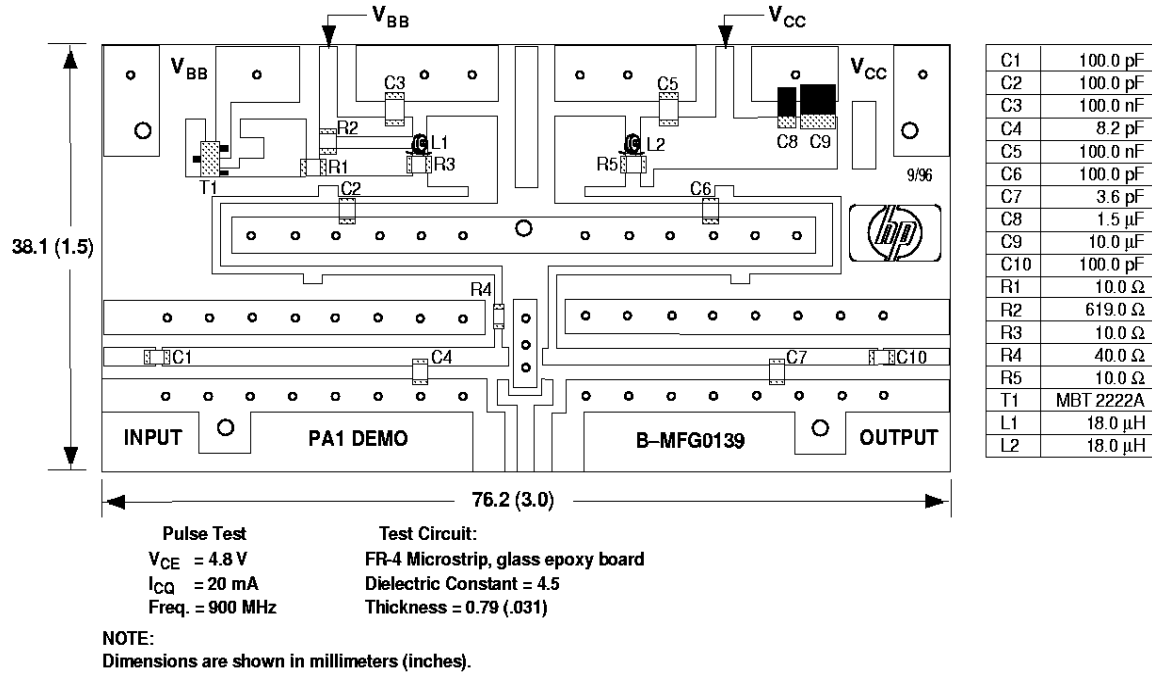 VBB VCC
VBB VCC
C3 C5
R2 L1 L2 C8 C9
R1 R3 R5
T1 9/96
C2 C6
hp
38.1 (1.5)
R4
C1 C4 C7 C10
INPUT PA1 DEMO B–MFG0139 OUTPUT
76.2 (3.0)
C1 100.0 pF
C2 100.0 pF
C3 100.0 nF
C4 8.2 pF
C5 100.0 nF
C6 100.0 pF
C7 3.6 pF
C8 1.5 µF
C9 10.0 µF
C10 100.0 pF
R1 10.0 Ω
R2 619.0 Ω
R3 10.0 Ω
R4 40.0 Ω
R5 10.0 Ω
T1 MBT 2222A
L1 18.0 µH
L2 18.0 µH
Pulse Test
VCE = 4.8 V
ICQ = 20 mA
Freq. = 900 MHz
Test Circuit:
FR-4 Microstrip, glass epoxy board
Dielectric Constant = 4.5
Thickness = 0.79 (.031)
NOTE:
Dimensions are shown in millimeters (inches).